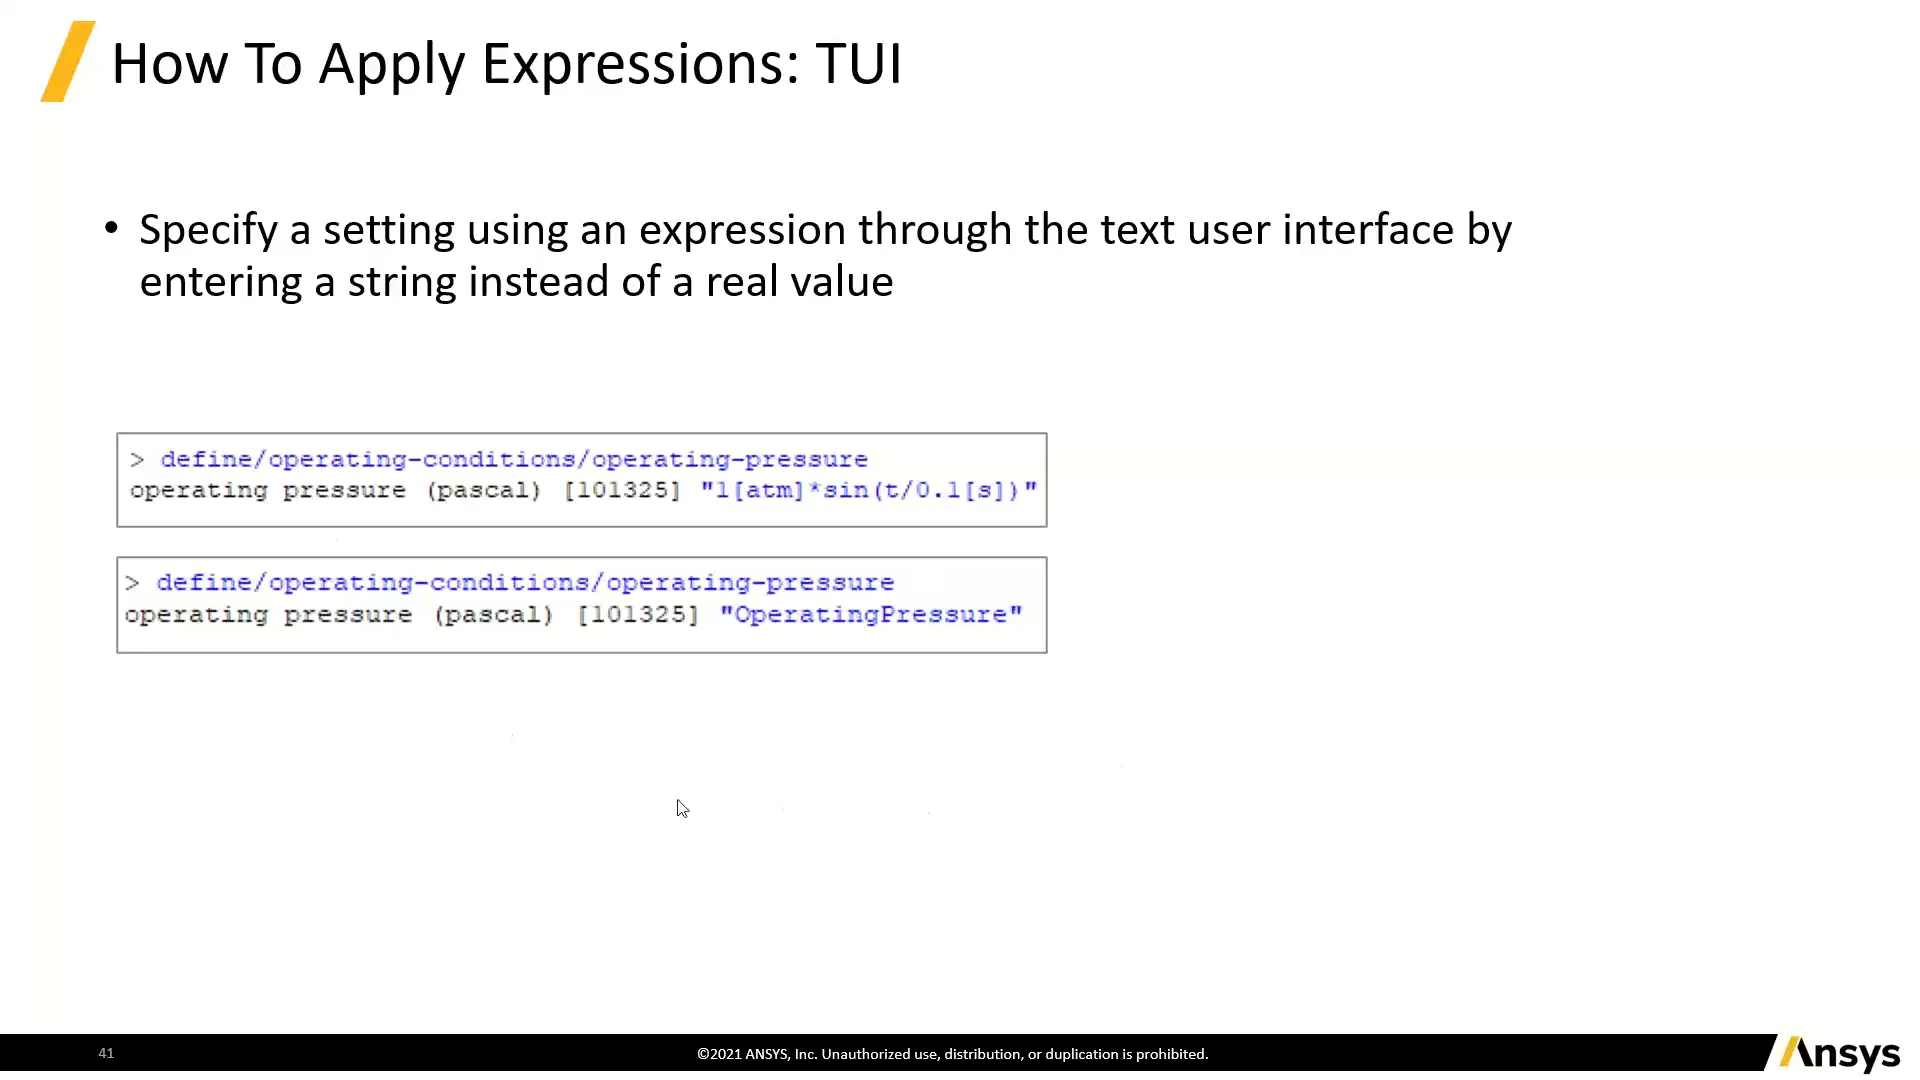 How To Apply Expressions: TUI
• Specify a setting using an expression through the text user interface by
entering a string instead of a real value
> define/operating-conditions/operating-pressure
operating pressure (pascal) [101325] "1[atm]*sin(t/0.1[s])"
> define/operating-conditions/operating-pressure
operating pressure (pascal) [101325] "OperatingPressure"
41
©2021 ANSYS, Inc. Unauthorized use, distribution, or duplication is prohibited.
Ansys